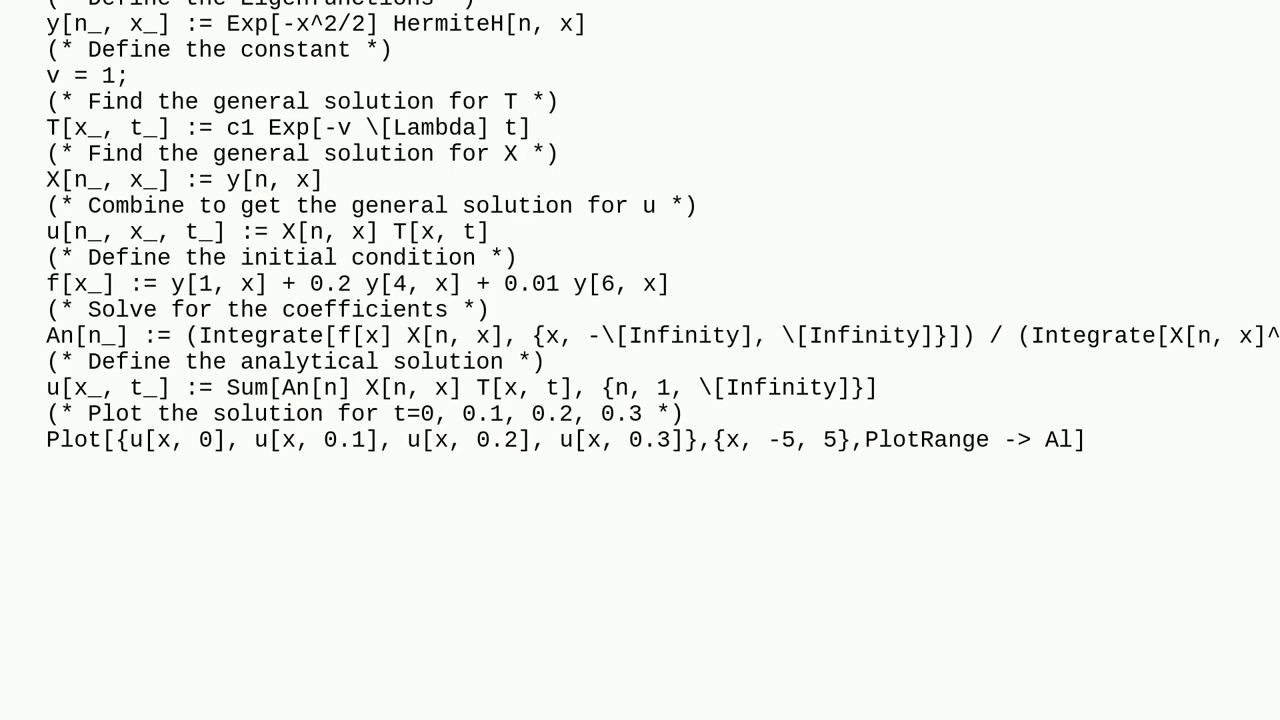 (* Define the Eigenfunctions *)
y[n_, x_] := Exp[-x^2/2] HermiteH[n, x]
(* Define the constant *)
v = 1;
(* Find the general solution for T *)
T[x_, t_] := c1 Exp[-v \[Lambda] t]
(* Find the general solution for X *)
X[n_, x_] := y[n, x]
(* Combine to get the general solution for u *)
u[n_, x_, t_] := X[n, x] T[x, t]
(* Define the initial condition *)
f[x_] := y[1, x] + 0.2 y[4, x] + 0.01 y[6, x]
(* Solve for the coefficients *)
An[n_] := (Integrate[f[x] X[n, x], {x, -\[Infinity], \[Infinity]}]) / (Integrate[X[n, x]^
(* Define the analytical solution *)
u[x_, t_] := Sum[An[n] X[n, x] T[x, t], {n, 1, \[Infinity]}]
(* Plot the solution for t=0, 0.1, 0.2, 0.3 *)
Plot[{u[x, 0], u[x, 0.1], u[x, 0.2], u[x, 0.3]},{x, -5, 5},PlotRange -> Al]